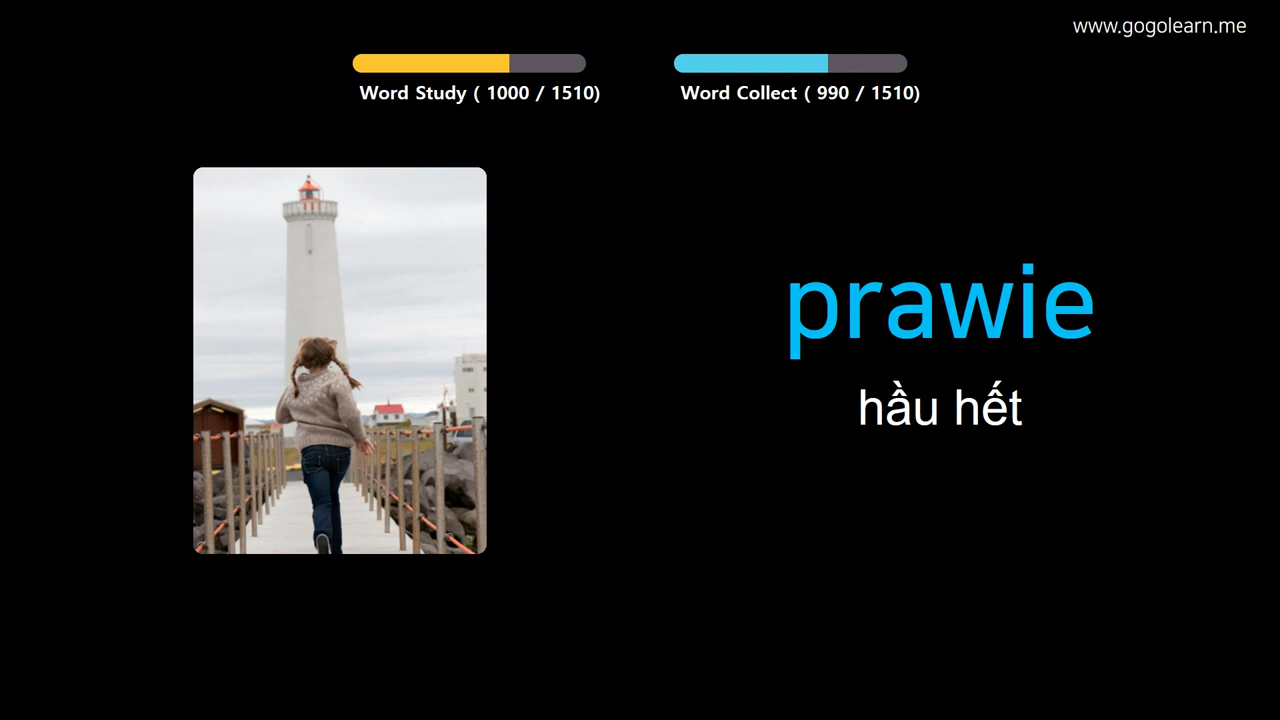 www.gogolearn.me
Word Study ( 1000 / 1510)
Word Collect ( 990 / 1510)
prawie
hầu hết